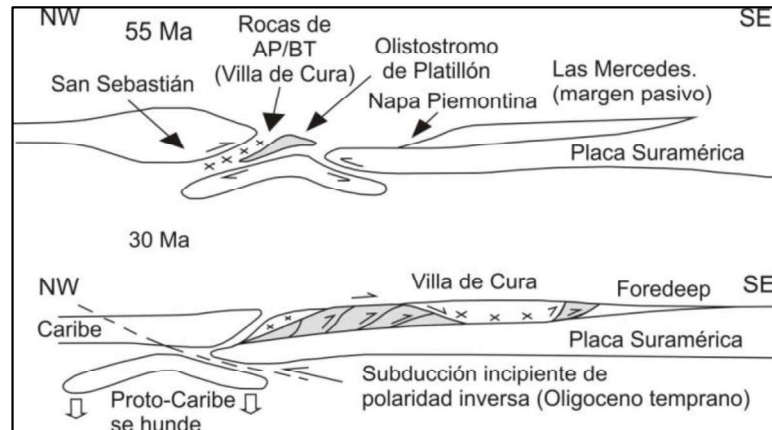 NW
SE
55 Ma
Rocas de
AP/BT
(Villa de Cura)
Olistostromo
de Platillón
San Sebastián
Napa Piemontina
Las Mercedes.
(margen pasivo)
Placa Suramérica
30 Ma
NW
Villa de Cura
Foredeep
SE
Caribe
Placa Suramérica
Subducción incipiente de
polaridad inversa (Oligoceno temprano)
Proto-Caribe
se hunde